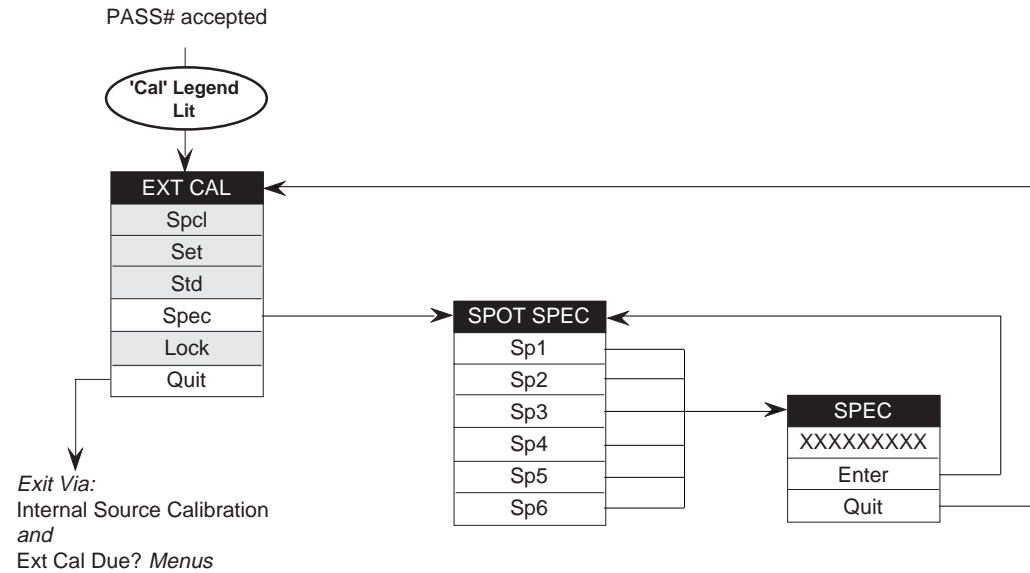 PASS# accepted
'Cal' Legend
Lit
EXT CAL
Spcl
Set
Std
Spec
Lock
Quit
SPOT SPEC
Sp1
Sp2
Sp3
Sp4
Sp5
Sp6
SPEC
XXXXXXXXX
Enter
Quit
Exit Via:
Internal Source Calibration
and
Ext Cal Due? Menus